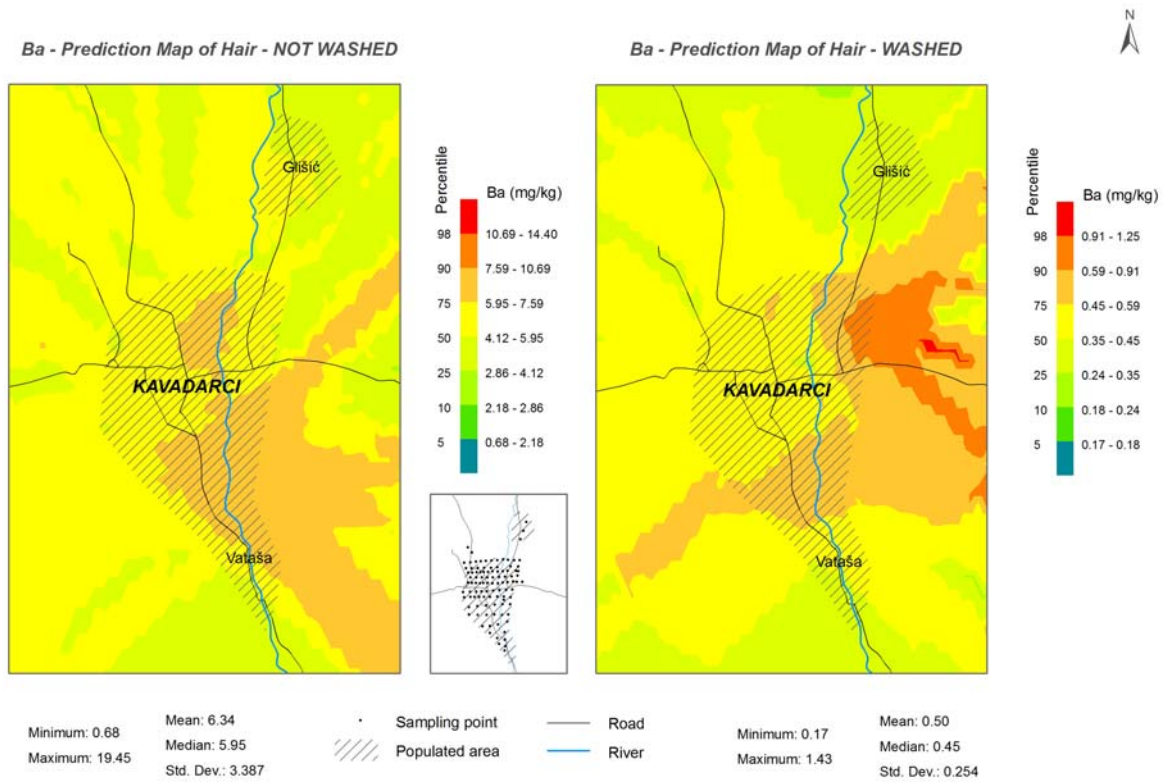 N
Ba - Prediction Map of Hair - NOT WASHED
Ba - Prediction Map of Hair - WASHED
Glišić
KAVADARCI
Vataša
Percentile
Ba (mg/kg)
98
10.69 - 14.40
90
7.59 - 10.69
75
5.95 - 7.59
50
4.12 - 5.95
25
2.86 - 4.12
10
2.18 - 2.86
5
0.68 - 2.18
Glišić
KAVADARCI
Vataša
Percentile
Ba (mg/kg)
98
0.91 - 1.25
90
0.59 - 0.91
75
0.45 - 0.59
50
0.35 - 0.45
25
0.24 - 0.35
10
0.18 - 0.24
5
0.17 - 0.18
Minimum: 0.68
Maximum: 19.45
Mean: 6.34
Median: 5.95
Std. Dev.: 3.387
Sampling point
Populated area
Road
River
Minimum: 0.17
Maximum: 1.43
Mean: 0.50
Median: 0.45
Std. Dev.: 0.254